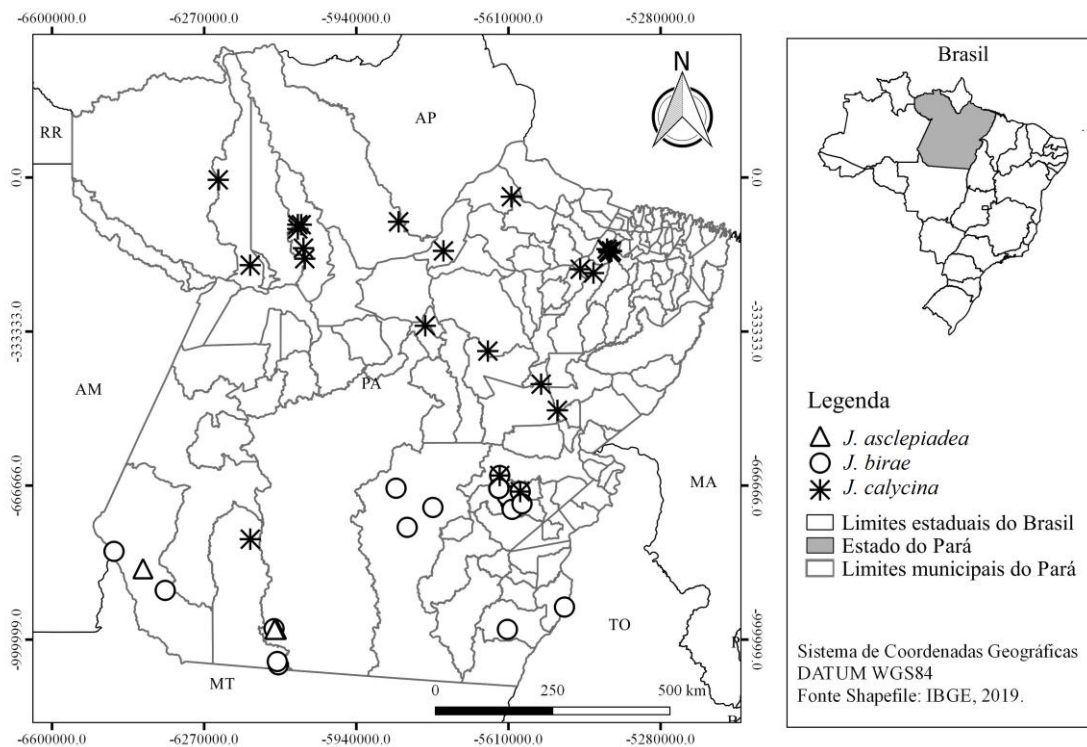 -6600000.0 -6270000.0 -5940000.0 -5610000.0 -5280000.0
N
RR
AP
0.0 0.0
-333333.0 -333333.0
AM
PA
-666666.0 -666666.0
MA
-999999.0 -999999.0
TO
MT
0 250 500 km
-6600000.0 -6270000.0 -5940000.0 -5610000.0 -5280000.0
Brasil
Legenda
J. asclepiadea
J. birae
J. calycina
Limites estaduais do Brasil
Estado do Pará
Limites municipais do Pará
Sistema de Coordenadas Geográficas
DATUM WGS84
Fonte Shapefile: IBGE, 2019.